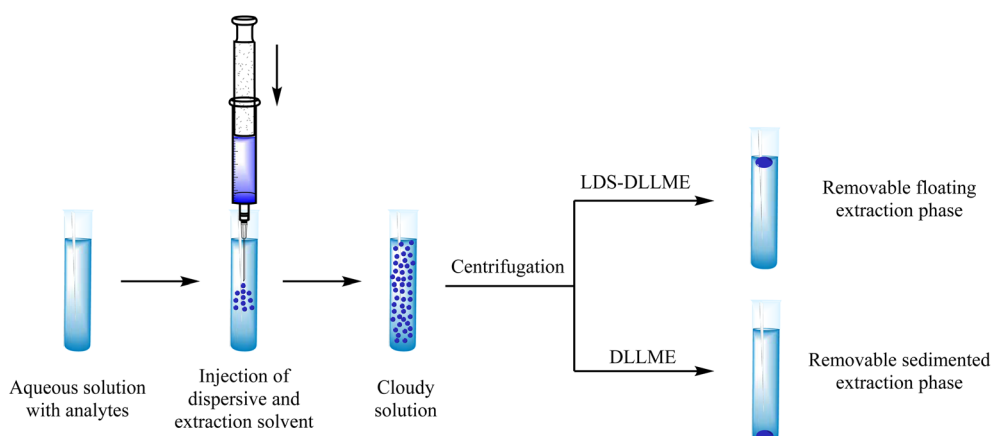 Aqueous solution
with analytes
Injection of
dispersive and
extraction solvent
Cloudy
solution
Centrifugation
LDS-DLLME
Removable floating
extraction phase
DLLME
Removable sedimented
extraction phase